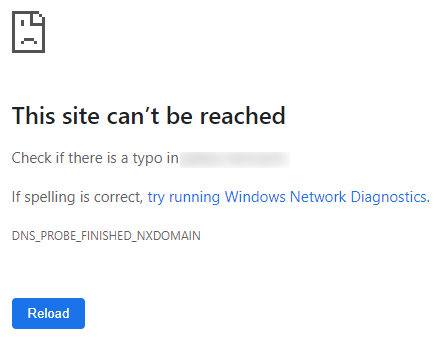 This site can’t be reached
Check if there is a typo in
If spelling is correct, try running Windows Network Diagnostics.
DNS_PROBE_FINISHED_NXDOMAIN
Reload